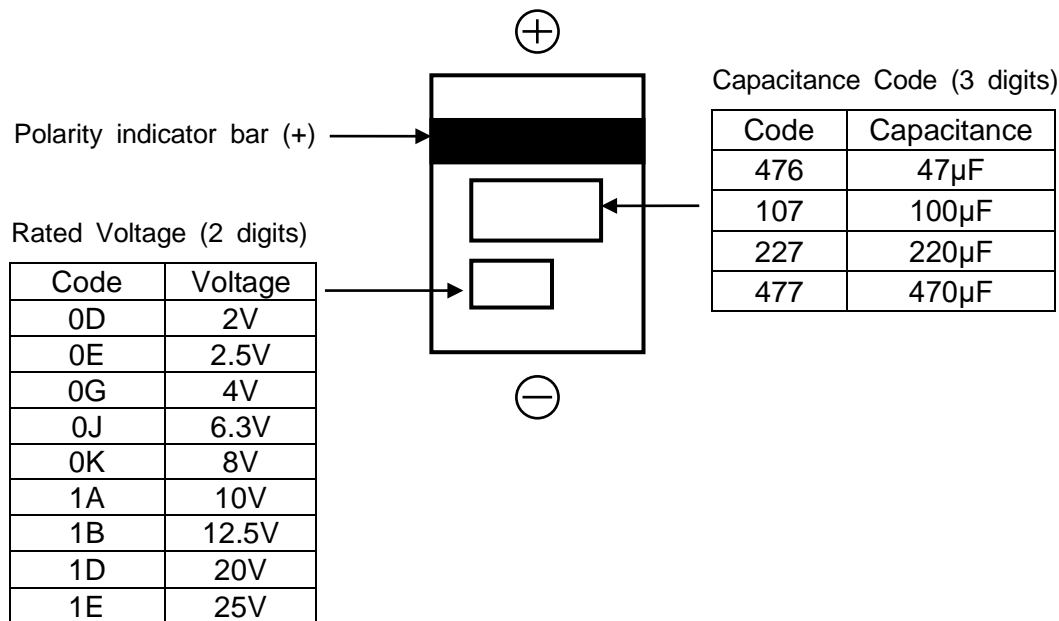 ⊕
Polarity indicator bar (+)
Capacitance Code (3 digits)
Code Capacitance
476 47µF
107 100µF
227 220µF
477 470µF
Rated Voltage (2 digits)
Code Voltage
0D 2V
0E 2.5V
0G 4V
0J 6.3V
0K 8V
1A 10V
1B 12.5V
1D 20V
1E 25V
⊖